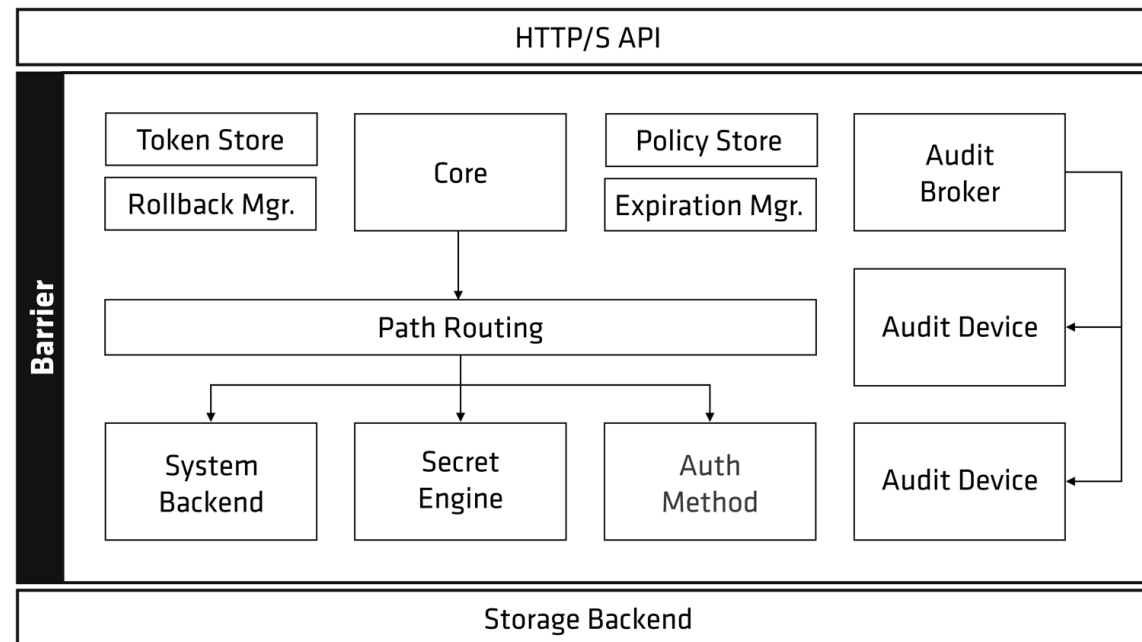 HTTP/S API
Barrier
Token Store
Rollback Mgr.
Core
Policy Store
Expiration Mgr.
Audit
Broker
Path Routing
Audit Device
System
Backend
Secret
Engine
Auth
Method
Audit Device
Storage Backend